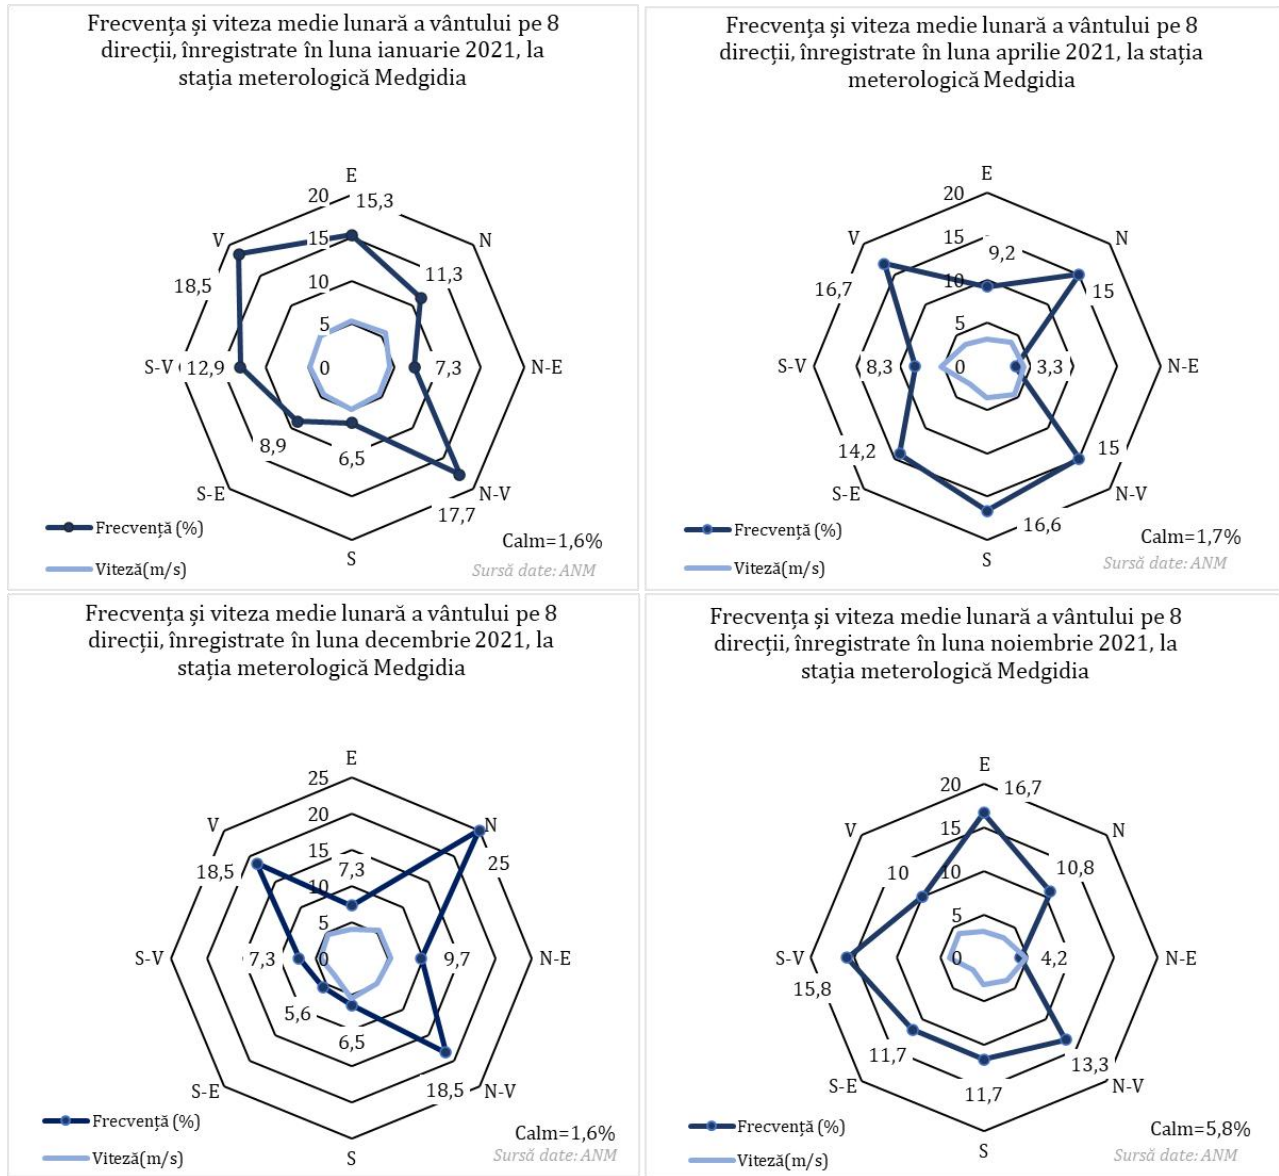 Frecvența și viteza medie lunară a vântului pe 8
direcții, înregistrate în luna ianuarie 2021, la
stația meterologică Medgidia
E
20
15,3
V
N
15
11,3
18,5
10
5
S-V
12,9
0
7,3
N-E
8,9
6,5
S-E
N-V
17,7
Frecvență (%)
Calm=1,6%
S
Viteză(m/s)
Sursă date: ANM
Frecvența și viteza medie lunară a vântului pe 8
direcții, înregistrate în luna aprilie 2021, la stația
meterologică Medgidia
E
20
V
N
15
9,2
10
16,7
15
5
S-V
8,3
0
3,3
N-E
14,2
15
S-E
N-V
16,6
Frecvență (%)
Calm=1,7%
S
Viteză(m/s)
Sursă date: ANM
Frecvența și viteza medie lunară a vântului pe 8
direcții, înregistrate în luna decembrie 2021, la
stația meterologică Medgidia
E
25
20
V
N
15
18,5
7,3
25
10
5
S-V
7,3
0
9,7
N-E
5,6
6,5
S-E
18,5
N-V
Frecvență (%)
Calm=1,6%
S
Viteză(m/s)
Sursă date: ANM
Frecvența și viteza medie lunară a vântului pe 8
direcții, înregistrate în luna noiembrie 2021, la
stația meterologică Medgidia
E
20
16,7
V
N
15
10
10
10,8
5
S-V
0
4,2
N-E
15,8
11,7
13,3
S-E
11,7
N-V
Frecvență (%)
Calm=5,8%
S
Viteză(m/s)
Sursă date: ANM